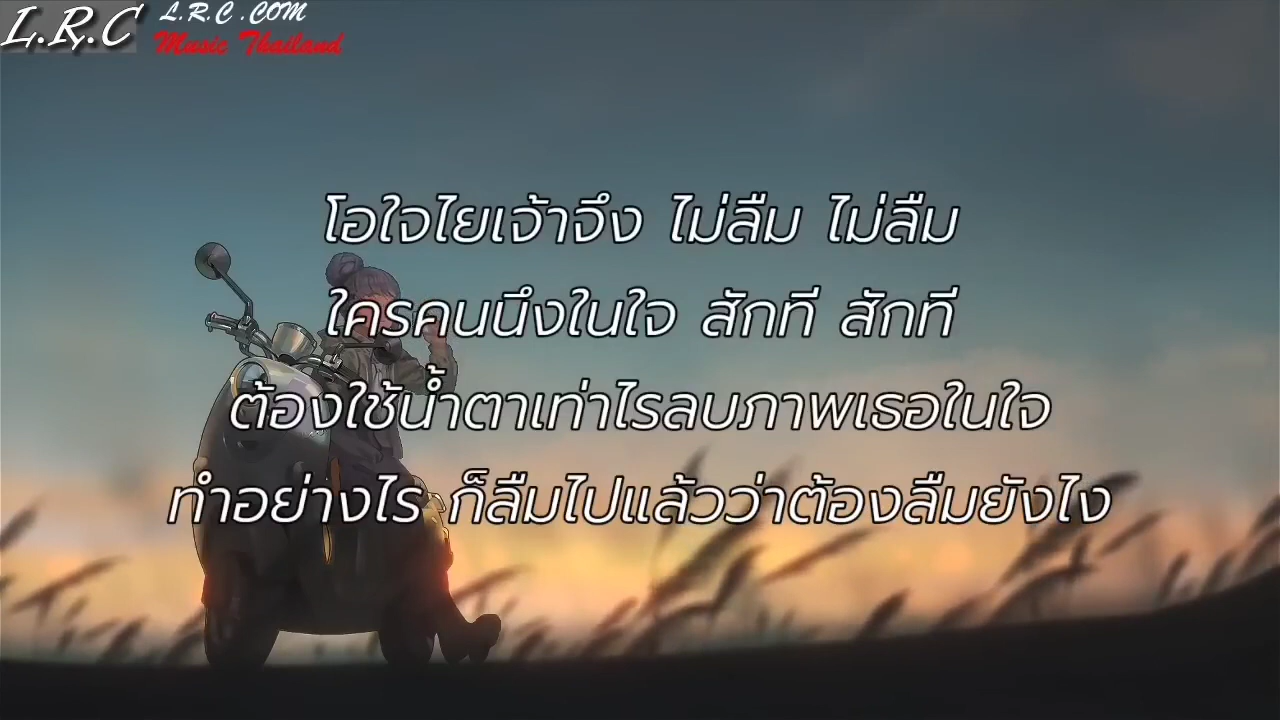 L.R.C
L.R.C .COM
Music Thailand
โอใจไยเจ้าจึง ไม่ลืม ไม่ลืม
ใครคนนึงในใจ สักที สักที
ต้องใช้น้ำตาเท่าไรลบภาพเธอในใจ
ทำอย่างไร ก็ลืมไปแล้วว่าต้องลืมยังไง